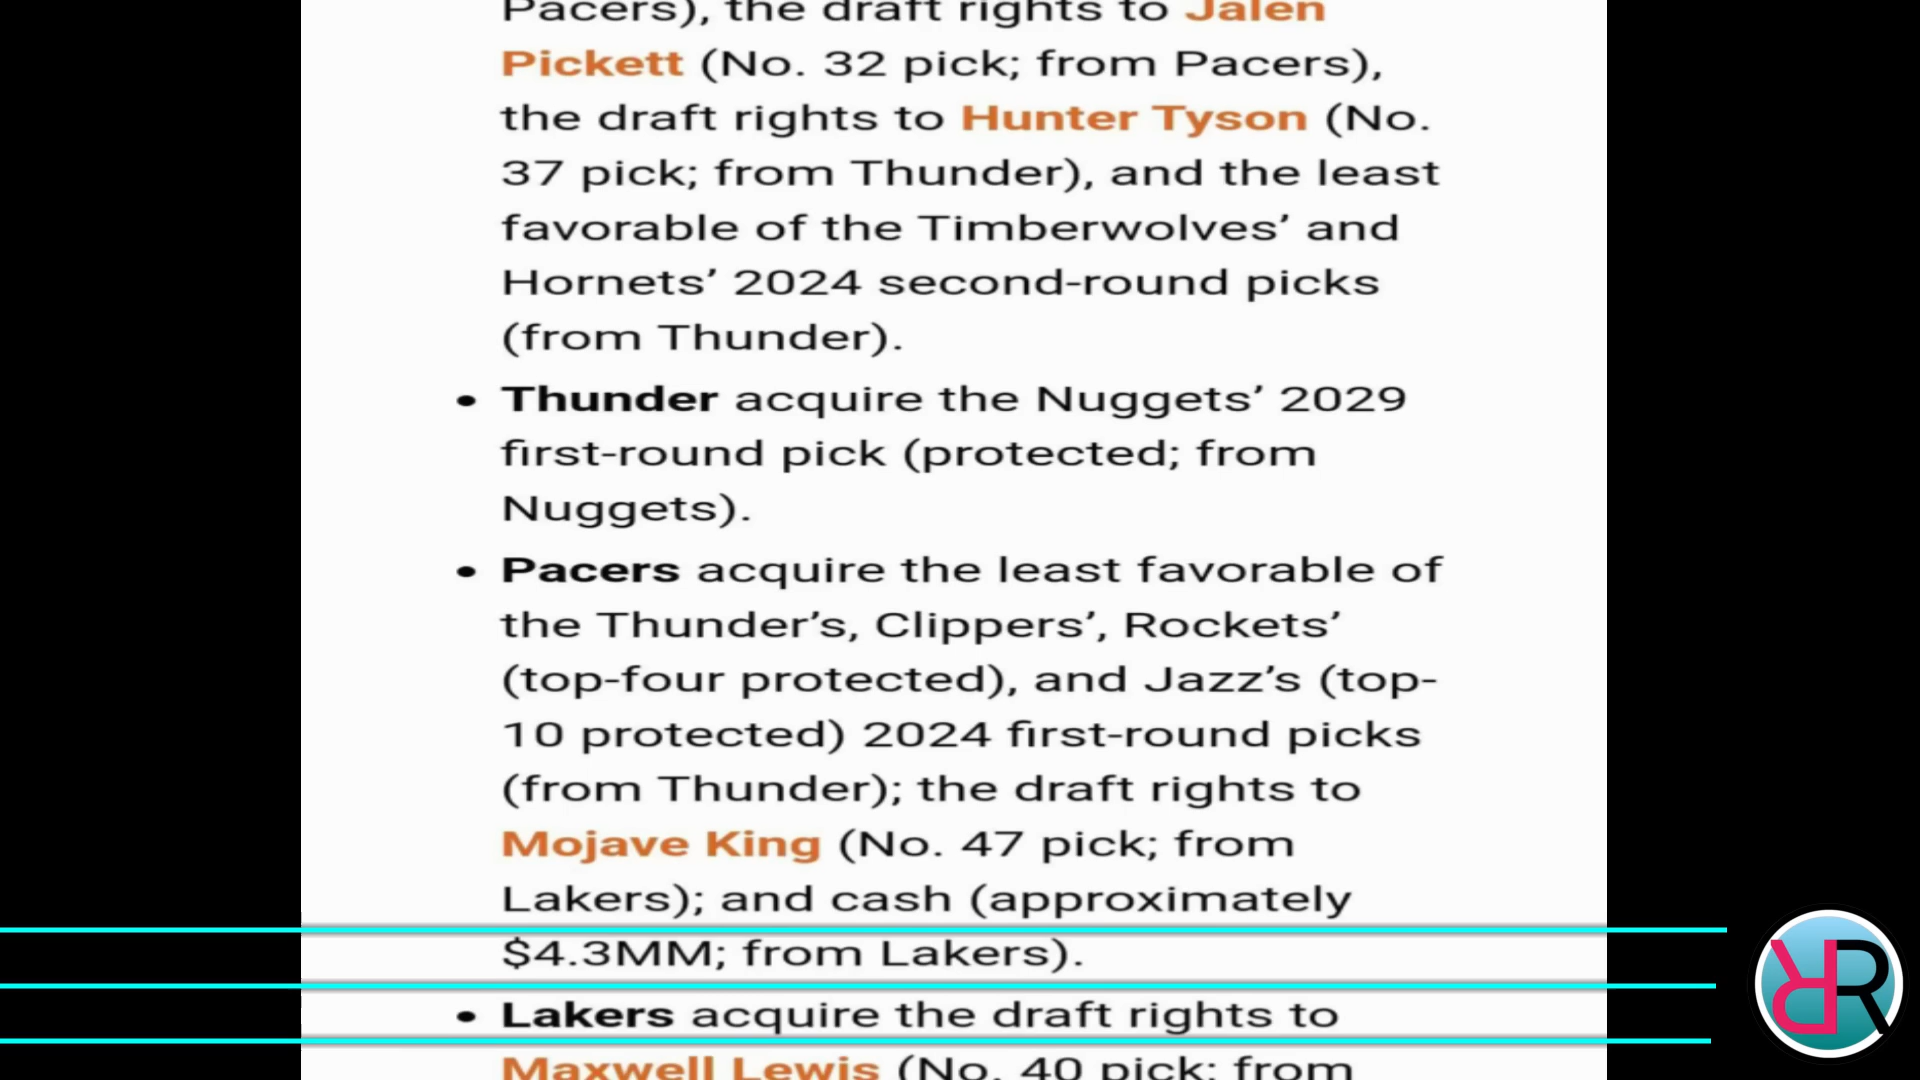 Pacers), the draft rights to Jalen
Pickett (No. 32 pick; from Pacers),
the draft rights to Hunter Tyson (No.
37 pick; from Thunder), and the least
favorable of the Timberwolves’ and
Hornets’ 2024 second-round picks
(from Thunder).
• Thunder acquire the Nuggets’ 2029
first-round pick (protected; from
Nuggets).
• Pacers acquire the least favorable of
the Thunder’s, Clippers’, Rockets’
(top-four protected), and Jazz’s (top-
10 protected) 2024 first-round picks
(from Thunder); the draft rights to
Mojave King (No. 47 pick; from
Lakers); and cash (approximately
$4.3MM; from Lakers).
• Lakers acquire the draft rights to
Maxwell Lewis (No. 40 pick; from